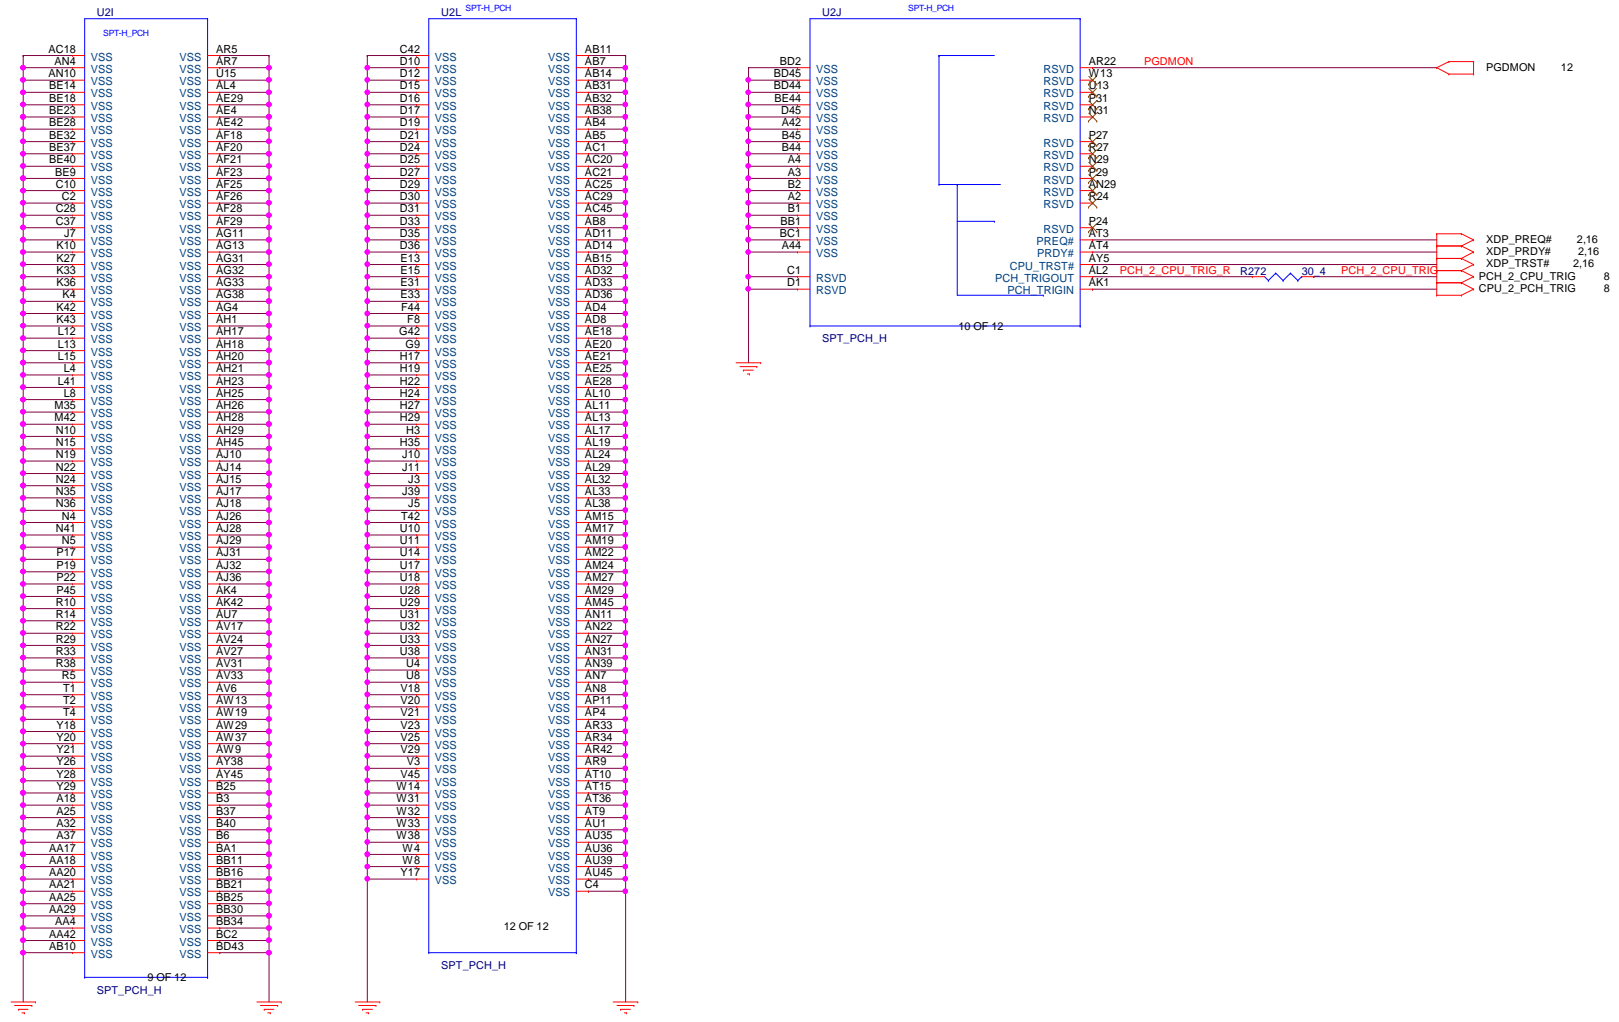 U2I
SPT-H_PCH
AC18 VSS VSS AR5
AN4 VSS VSS AR7
AN10 VSS VSS U15
BE14 VSS VSS AL4
BE18 VSS VSS AE29
BE23 VSS VSS AE4
BE28 VSS VSS AE42
BE32 VSS VSS AF18
BE37 VSS VSS AF20
BE40 VSS VSS AF21
BE9 VSS VSS AF23
C10 VSS VSS AF25
C2 VSS VSS AF26
C28 VSS VSS AF28
C37 VSS VSS AF29
J7 VSS VSS AG11
K10 VSS VSS AG13
K27 VSS VSS AG31
K33 VSS VSS AG32
K36 VSS VSS AG33
K4 VSS VSS AG38
K42 VSS VSS AG4
K43 VSS VSS AH1
L12 VSS VSS AH17
L13 VSS VSS AH18
L15 VSS VSS AH20
L4 VSS VSS AH21
L41 VSS VSS AH23
L8 VSS VSS AH25
M35 VSS VSS AH26
M42 VSS VSS AH28
N10 VSS VSS AH29
N15 VSS VSS AH45
N19 VSS VSS AJ10
N22 VSS VSS AJ14
N24 VSS VSS AJ15
N35 VSS VSS AJ17
N36 VSS VSS AJ18
N4 VSS VSS AJ26
N41 VSS VSS AJ28
N5 VSS VSS AJ29
P17 VSS VSS AJ31
P19 VSS VSS AJ32
P22 VSS VSS AJ36
P45 VSS VSS AK4
R10 VSS VSS AK42
R14 VSS VSS AU7
R22 VSS VSS AV17
R29 VSS VSS AV24
R33 VSS VSS AV27
R38 VSS VSS AV31
R5 VSS VSS AV33
T1 VSS VSS AV6
T2 VSS VSS AW13
T4 VSS VSS AW19
Y18 VSS VSS AW29
Y20 VSS VSS AW37
Y21 VSS VSS AW9
Y26 VSS VSS AY38
Y28 VSS VSS AY45
Y29 VSS VSS B25
A18 VSS VSS B3
A25 VSS VSS B37
A32 VSS VSS B40
A37 VSS VSS B6
AA17 VSS VSS BA1
AA18 VSS VSS BB11
AA20 VSS VSS BB16
AA21 VSS VSS BB21
AA25 VSS VSS BB25
AA29 VSS VSS BB30
AA4 VSS VSS BB34
AA42 VSS VSS BC2
AB10 VSS VSS BD43
9 OF 12
SPT_PCH_H
U2L
SPT-H_PCH
C42 VSS VSS AB11
D10 VSS VSS AB7
D12 VSS VSS AB14
D15 VSS VSS AB31
D16 VSS VSS AB32
D17 VSS VSS AB38
D19 VSS VSS AB4
D21 VSS VSS AB5
D24 VSS VSS AC1
D25 VSS VSS AC20
D27 VSS VSS AC21
D29 VSS VSS AC25
D30 VSS VSS AC29
D31 VSS VSS AC45
D33 VSS VSS AB8
D35 VSS VSS AD11
D36 VSS VSS AD14
E13 VSS VSS AB15
E15 VSS VSS AD32
E31 VSS VSS AD33
E33 VSS VSS AD36
F44 VSS VSS AD4
F8 VSS VSS AD8
G42 VSS VSS AE18
G9 VSS VSS AE20
H17 VSS VSS AE21
H19 VSS VSS AE25
H22 VSS VSS AE28
H24 VSS VSS AL10
H27 VSS VSS AL11
H29 VSS VSS AL13
H3 VSS VSS AL17
H35 VSS VSS AL19
J10 VSS VSS AL24
J11 VSS VSS AL29
J3 VSS VSS AL32
J39 VSS VSS AL33
J5 VSS VSS AL38
T42 VSS VSS AM15
U10 VSS VSS AM17
U11 VSS VSS AM19
U14 VSS VSS AM22
U17 VSS VSS AM24
U18 VSS VSS AM27
U28 VSS VSS AM29
U29 VSS VSS AM45
U31 VSS VSS AN11
U32 VSS VSS AN22
U33 VSS VSS AN27
U38 VSS VSS AN31
U4 VSS VSS AN39
U8 VSS VSS AN7
V18 VSS VSS AN8
V20 VSS VSS AP11
V21 VSS VSS AP4
V23 VSS VSS AR33
V25 VSS VSS AR34
V29 VSS VSS AR42
V3 VSS VSS AR9
V45 VSS VSS AT10
W14 VSS VSS AT15
W31 VSS VSS AT36
W32 VSS VSS AT9
W33 VSS VSS AU1
W38 VSS VSS AU35
W4 VSS VSS AU36
W8 VSS VSS AU39
Y17 VSS VSS AU45
VSS C4
12 OF 12
SPT_PCH_H
U2J
SPT-H_PCH
BD2 VSS RSVD AR22 PGDMON PGDMON 12
BD45 VSS RSVD W13
BD44 VSS RSVD U13
BE44 VSS RSVD P31
D45 VSS RSVD N31
A42 VSS
B45 VSS RSVD P27
B44 VSS RSVD R27
A4 VSS RSVD N29
A3 VSS RSVD P29
B2 VSS RSVD AN29
A2 VSS RSVD R24
B1 VSS
BB1 VSS RSVD P24
BC1 VSS PREQ# AT3 XDP_PREQ# 2,16
A44 VSS PRDY# AT4 XDP_PRDY# 2,16
CPU_TRST# AY5 XDP_TRST# 2,16
C1 RSVD PCH_TRIGOUT AL2 PCH_2_CPU_TRIG_R R272 30_4 PCH_2_CPU_TRIG PCH_2_CPU_TRIG 8
D1 RSVD PCH_TRIGIN AK1 CPU_2_PCH_TRIG 8
10 OF 12
SPT_PCH_H